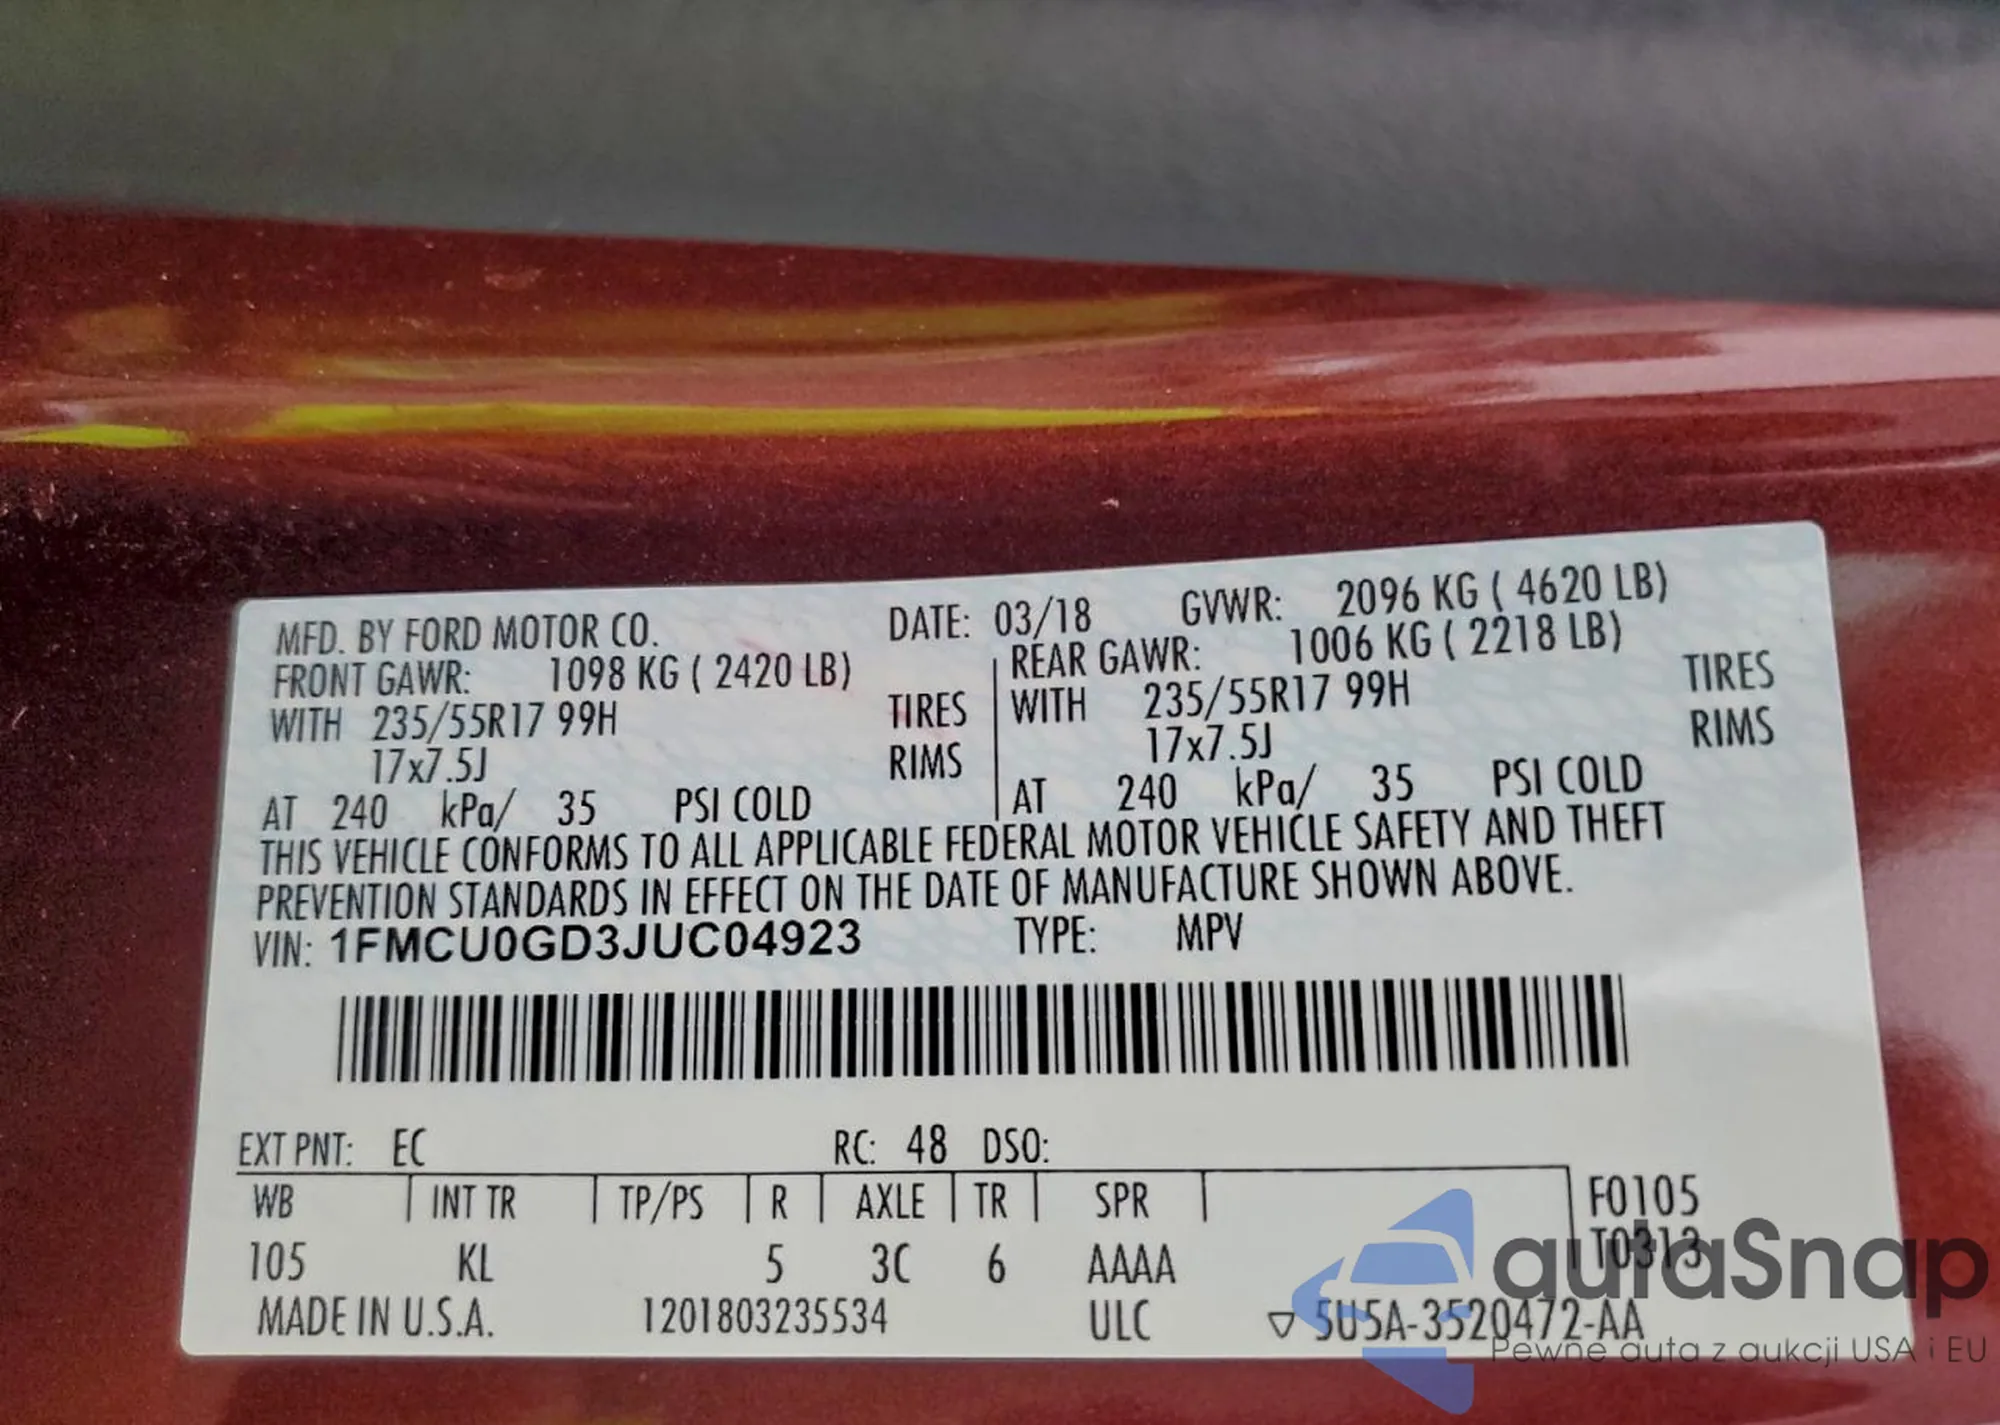 MFD. BY FORD MOTOR CO. DATE: 03/18 GVWR: 2096 KG ( 4620 LB)
FRONT GAWR: 1098 KG ( 2420 LB) REAR GAWR: 1006 KG ( 2218 LB)
WITH 235/55R17 99H TIRES WITH 235/55R17 99H TIRES
17x7.5J RIMS 17x7.5J RIMS
AT 240 kPa/ 35 PSI COLD AT 240 kPa/ 35 PSI COLD
THIS VEHICLE CONFORMS TO ALL APPLICABLE FEDERAL MOTOR VEHICLE SAFETY AND THEFT
PREVENTION STANDARDS IN EFFECT ON THE DATE OF MANUFACTURE SHOWN ABOVE.
VIN: 1FMCU0GD3JUC04923 TYPE: MPV
EXT PNT: EC RC: 48 DSO:
WB INT TR TP/PS R AXLE TR SPR F0105
T0313
105 KL 5 3C 6 AAAA
MADE IN U.S.A. 1201803235534 ULC 5U5A-3520472-AA
autaSnap
Pewne auta z aukcji USA i EU